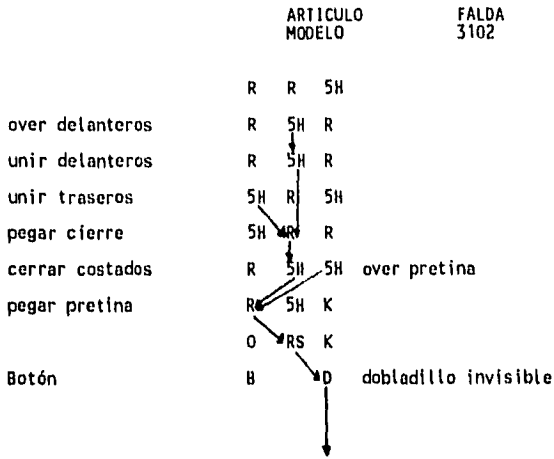 ARTICULO FALDA
MODELO 3102
R R 5H
over delanteros R 5H R
unir delanteros R 5H R
unir traseros 5H R 5H
pegar cierre 5H R R
cerrar costados R 5H 5H over pretina
pegar pretina R 5H K
O RS K
Botón B D dobladillo invisible